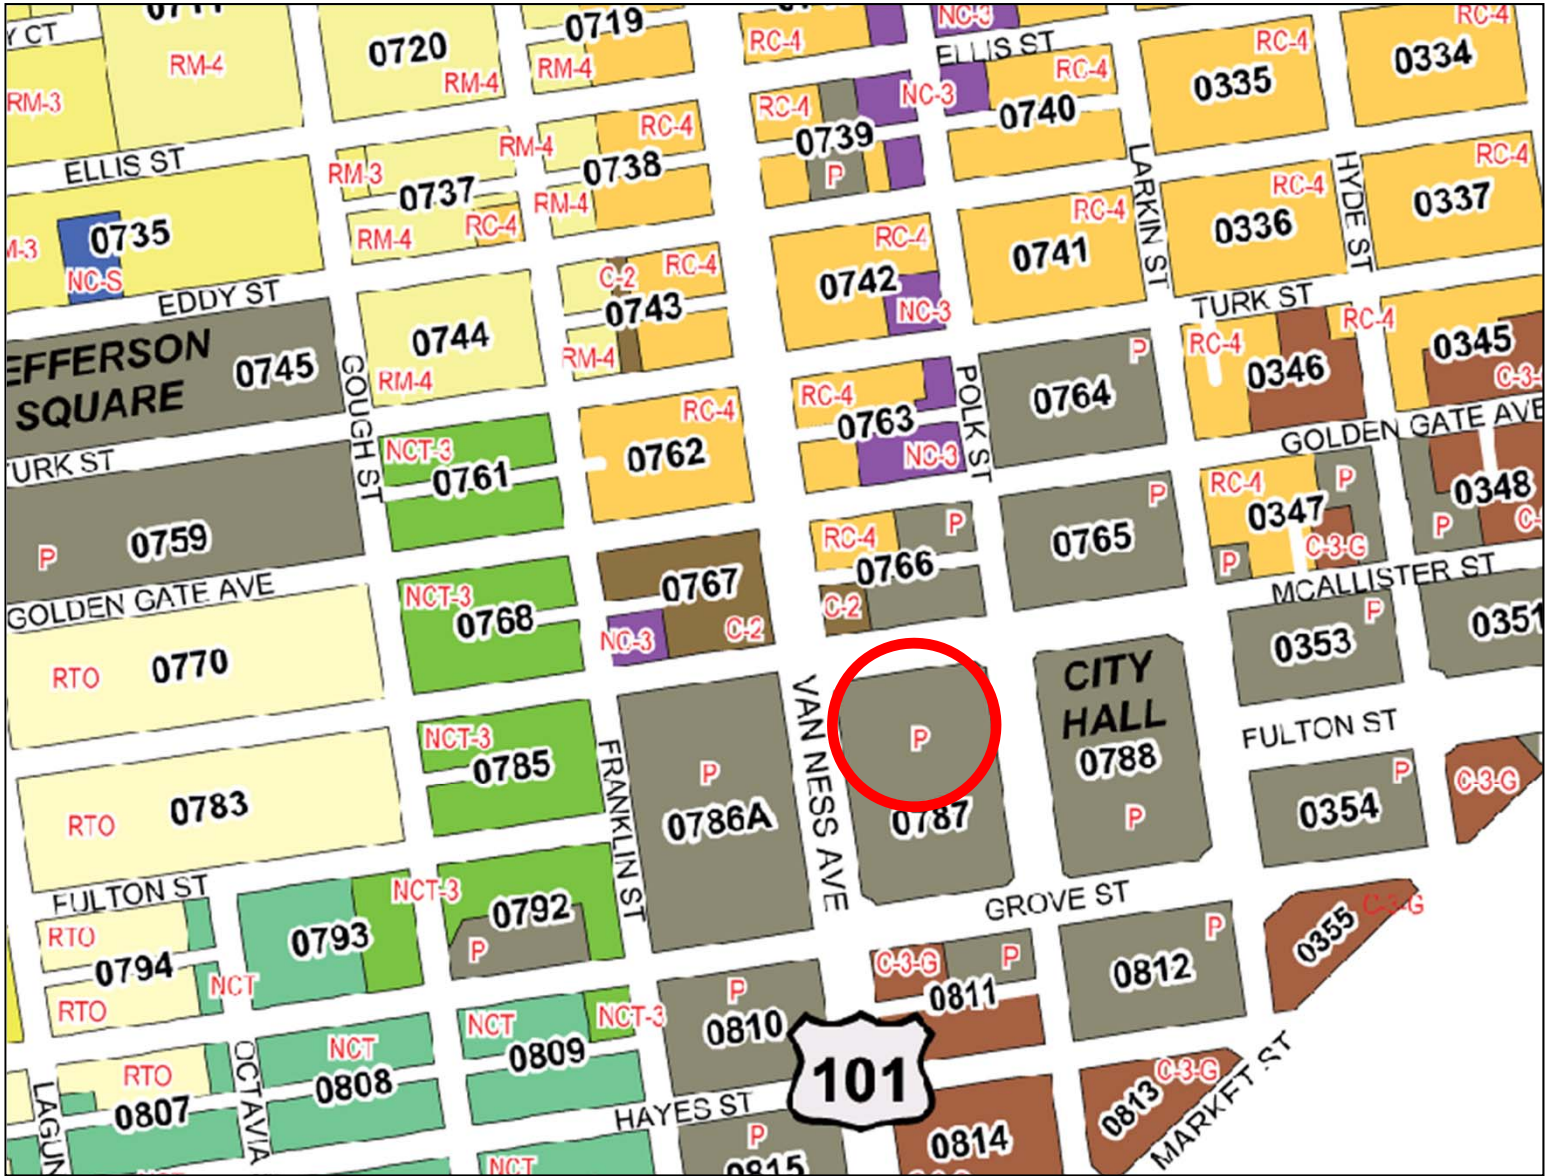 0719
NC-3
RC-4
Y CT
0720
RC-4
ELLIS ST
RC-4
0334
RM-4
RM-4
RM-4
RC-4
0335
RM-3
RC-4
NC-3
0740
RC-4
RM-4
0739
LARKIN ST
HYDE ST
RC-4
ELLIS ST
RM-3
0738
P
RC-4
0737
RM-4
RC-4
0336
0337
0735
RM-4
RC-4
RC-4
0741
NC-S
C-2
RC-4
0742
EDDY ST
0743
NC-3
TURK ST
EFFERSON
SQUARE
0745
0744
RM-4
P
RC-4
RC-4
0345
GOUGH ST
RM-4
RC-4
POLK ST
0764
0346
RC-4
0763
GOLDEN GATE AVE
NCT-3
0762
NC-3
URK ST
0761
P
RC-4
P
0348
0759
RC-4
P
0765
0347
P
P
0766
P
C-3-G
GOLDEN GATE AVE
NCT-3
0767
C-2
MCALLISTER ST
0768
NC-3
C-2
P
0351
0770
RTO
CITY
HALL
0353
VAN NESS AVE
P
0788
FULTON ST
NCT-3
FRANKLIN ST
P
P
P
C-3-G
0783
RTO
0785
0786A
0787
0354
FULTON ST
NCT-3
GROVE ST
C-3-G
RTO
0793
0792
P
P
0355
0794
P
C-3-G
P
0812
RTO
NCT
NCT
NCT-3
P
0811
NCT
0809
0810
101
MARKET ST
RTO
OCTAVIA
0808
C-3-G
0807
HAYES ST
0813
LAGUN
P
0814
NCT
0815